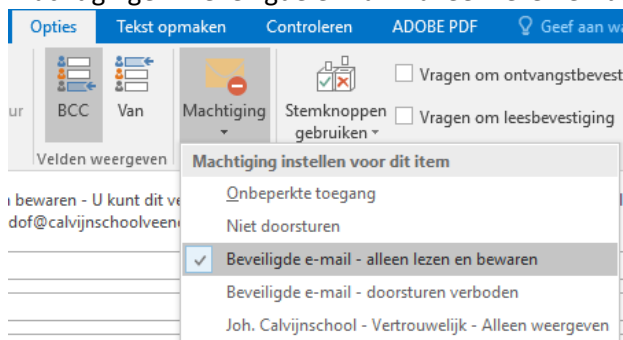 Opties Tekst opmaken Controleren ADOBE PDF Geef aan wa
ur BCC Van Machtiging Stemknoppen gebruiken
Vragen om ontvangstbevest
Vragen om leesbevestiging
Velden weergeven
Machtiging instellen voor dit item
Onbeperkte toegang
bewaren - U kunt dit ve
Niet doorsturen
dof@calvijnschoolveen
Beveiligde e-mail - alleen lezen en bewaren
Beveiligde e-mail - doorsturen verboden
Joh. Calvijnschool - Vertrouwelijk - Alleen weergeven